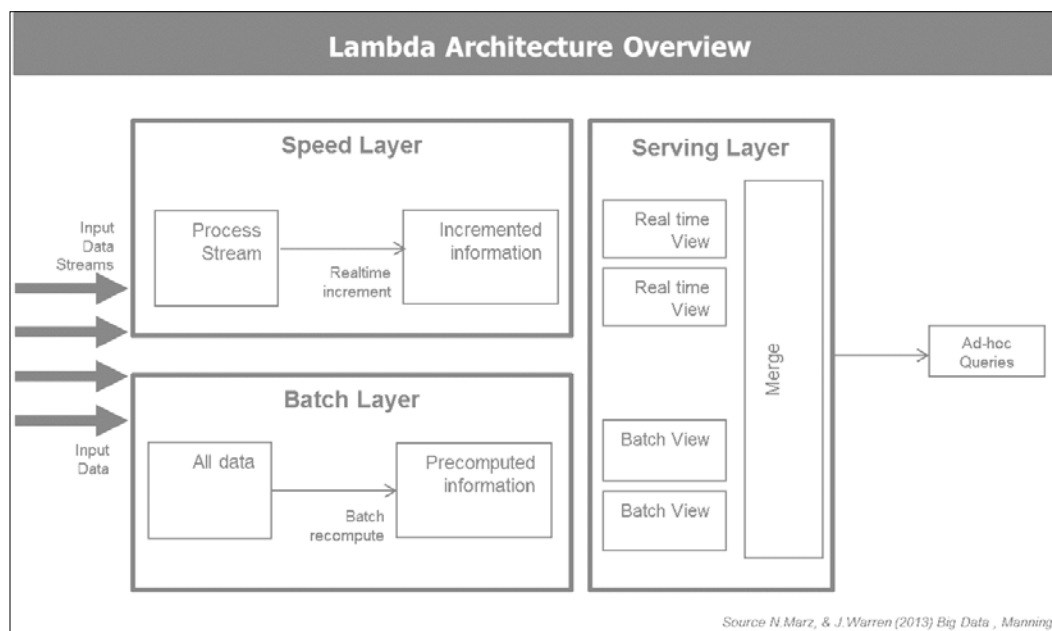 Lambda Architecture Overview
Input
Data
Streams
Input
Data
Speed Layer
Process
Stream
Realtime
increment
Incremented
information
Batch Layer
All data
Batch
recompute
Precomputed
information
Serving Layer
Real time
View
Real time
View
Batch View
Batch View
Merge
Ad-hoc
Queries
Source N.Marz, & J.Warren (2013) Big Data , Manning